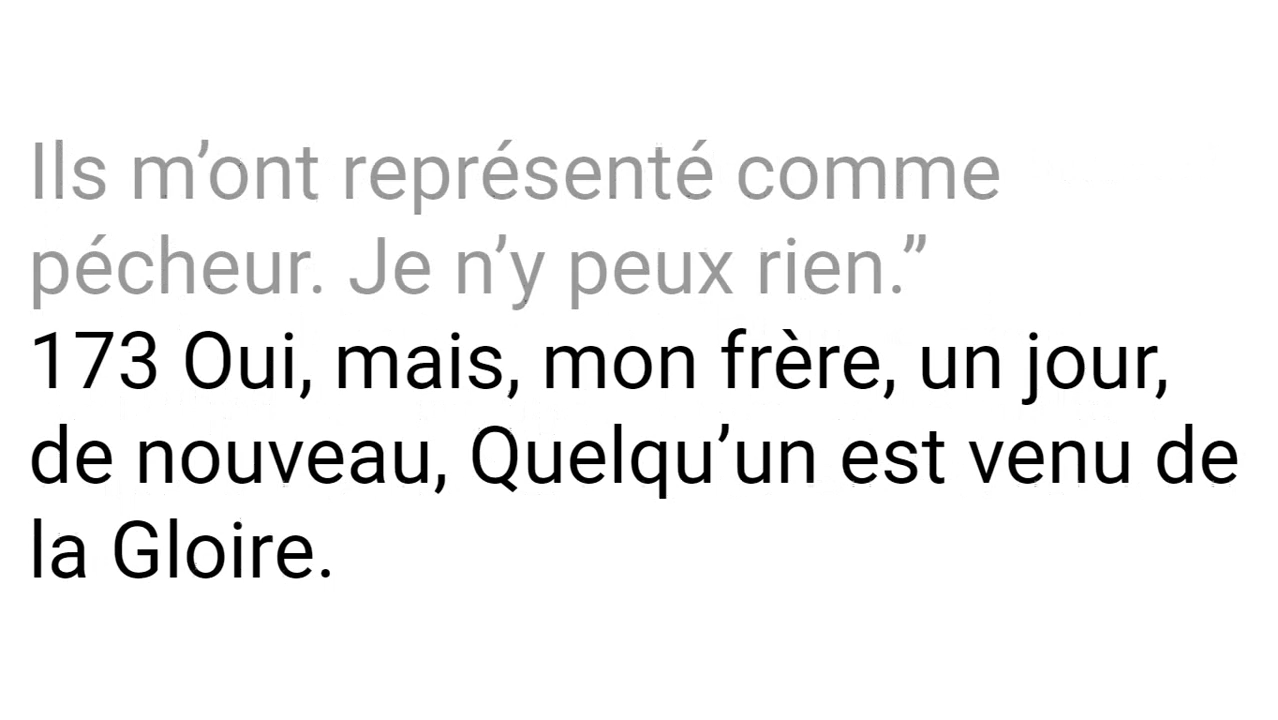 Ils m’ont représenté comme
pécheur. Je n’y peux rien.”
173 Oui, mais, mon frère, un jour,
de nouveau, Quelqu’un est venu de
la Gloire.